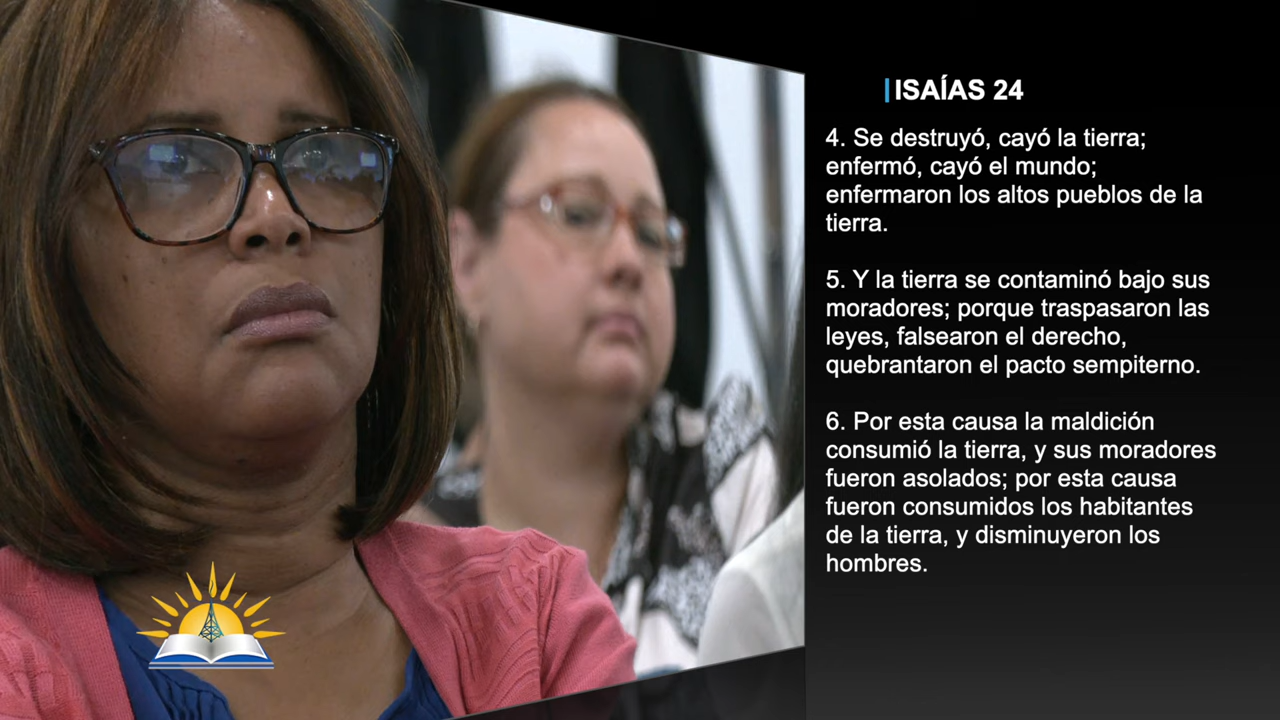 ISAÍAS 24
4. Se destruyó, cayó la tierra;
enfermó, cayó el mundo;
enfermaron los altos pueblos de la
tierra.
5. Y la tierra se contaminó bajo sus
moradores; porque traspasaron las
leyes, falsearon el derecho,
quebrantaron el pacto sempiterno.
6. Por esta causa la maldición
consumió la tierra, y sus moradores
fueron asolados; por esta causa
fueron consumidos los habitantes
de la tierra, y disminuyeron los
hombres.